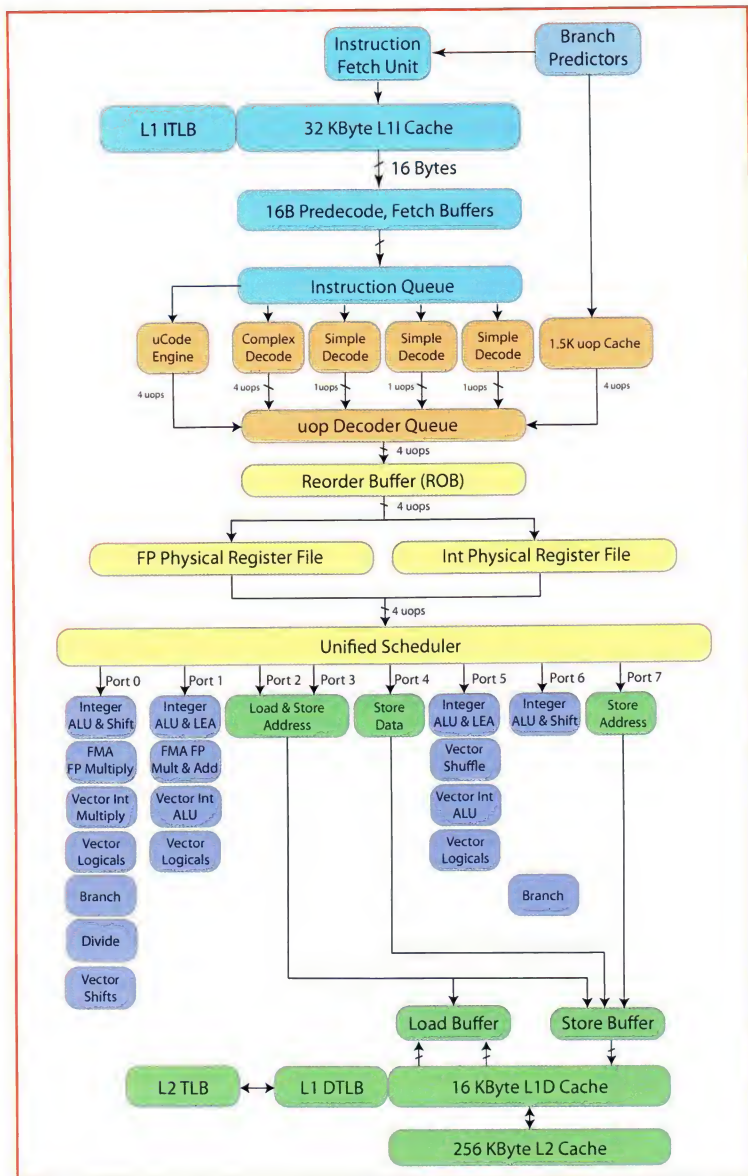 Instruction
Fetch Unit
Branch
Predictors
L1 ITLB
32 KByte L1I Cache
16 Bytes
16B Predecode, Fetch Buffers
Instruction Queue
uCode
Engine
Complex
Decode
Simple
Decode
Simple
Decode
Simple
Decode
1.5K uop Cache
4 uops
4 uops
1uops
1 uops
1uops
4 uops
uop Decoder Queue
4 uops
Reorder Buffer (ROB)
4 uops
FP Physical Register File
Int Physical Register File
4 uops
Unified Scheduler
Port 0
Port 1
Port 2
Port 3
Port 4
Port 5
Port 6
Port 7
Integer
ALU & Shift
Integer
ALU & LEA
Load & Store
Address
Store
Data
Integer
ALU & LEA
Integer
ALU & Shift
Store
Address
FMA
FP Multiply
FMA FP
Mult & Add
Vector
Shuffle
Vector Int
Multiply
Vector Int
ALU
Vector Int
ALU
Vector
Logicals
Vector
Logicals
Vector
Logicals
Branch
Branch
Divide
Vector
Shifts
Load Buffer
Store Buffer
L2 TLB
L1 DTLB
16 KByte L1D Cache
256 KByte L2 Cache